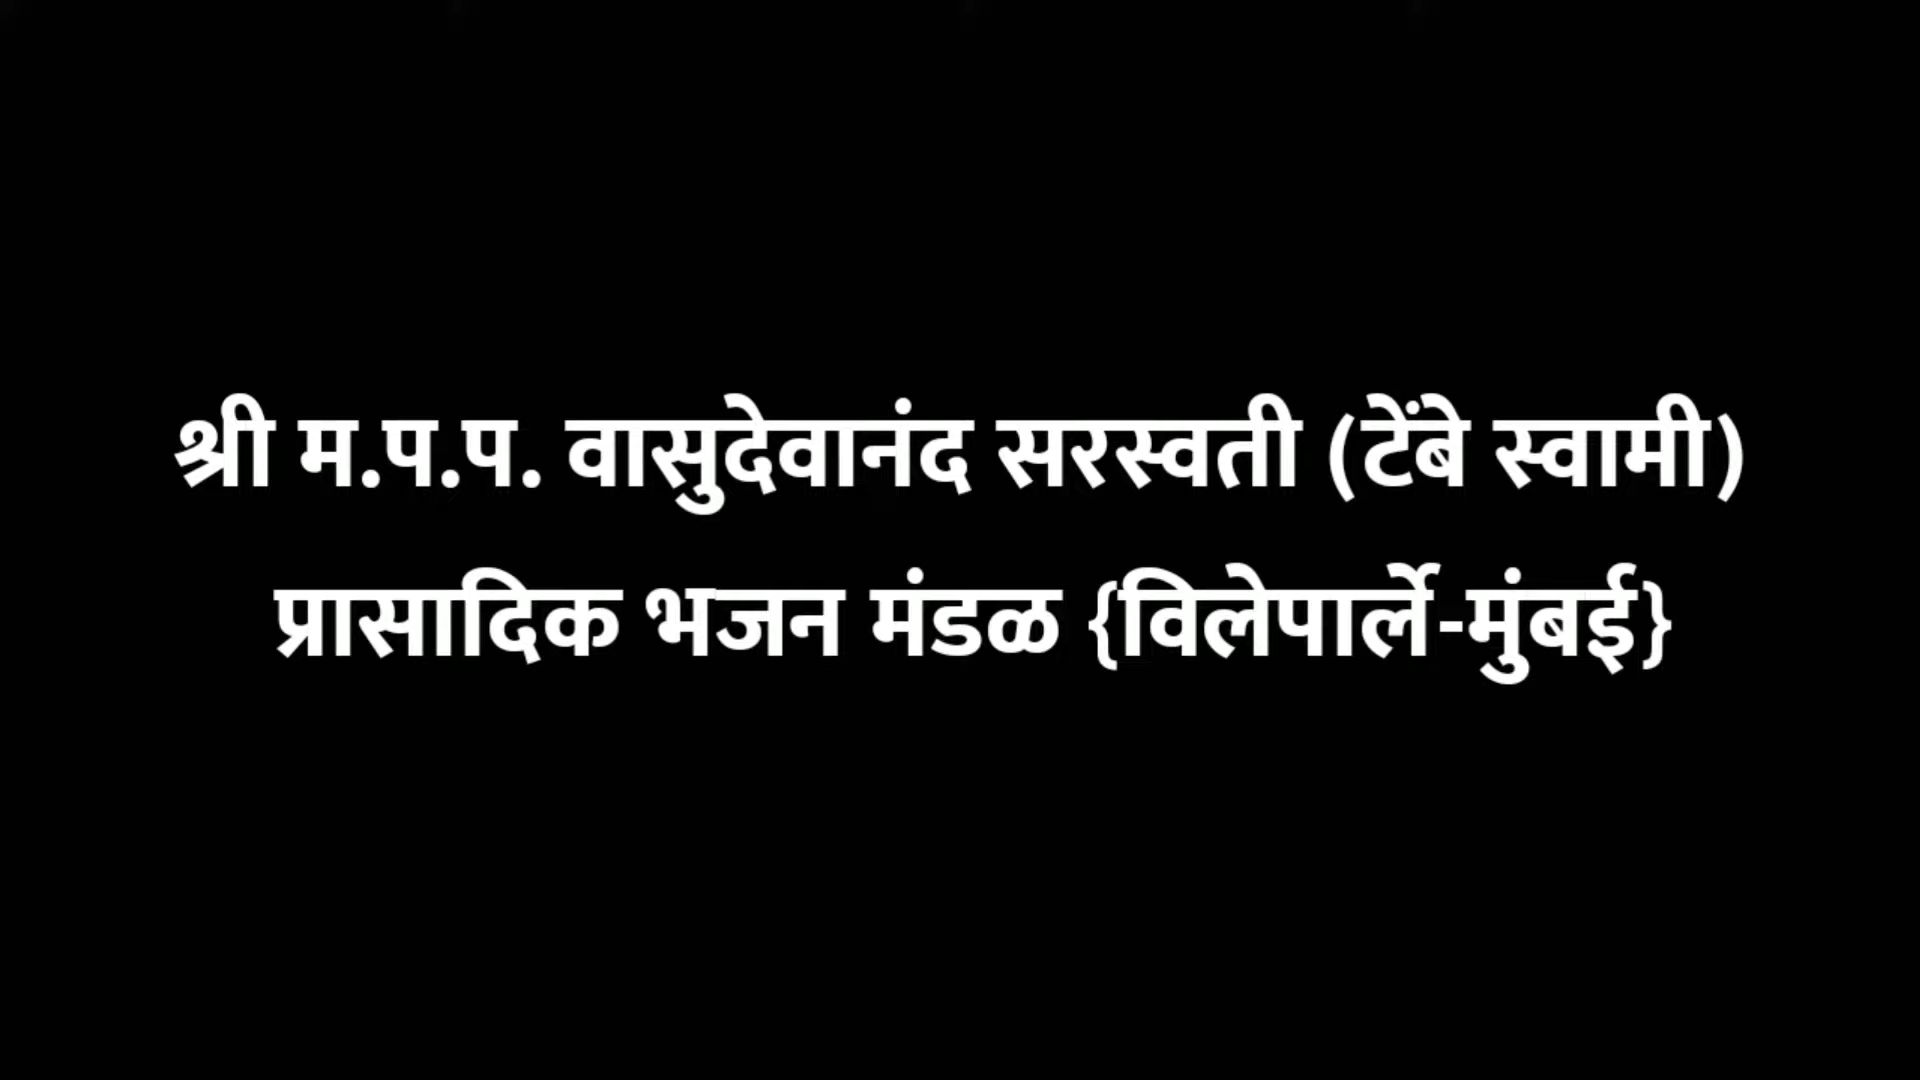 श्री म.प.प. वासुदेवानंद सरस्वती (टेंबे स्वामी)
प्रासादिक भजन मंडळ {विलेपार्ले-मुंबई}